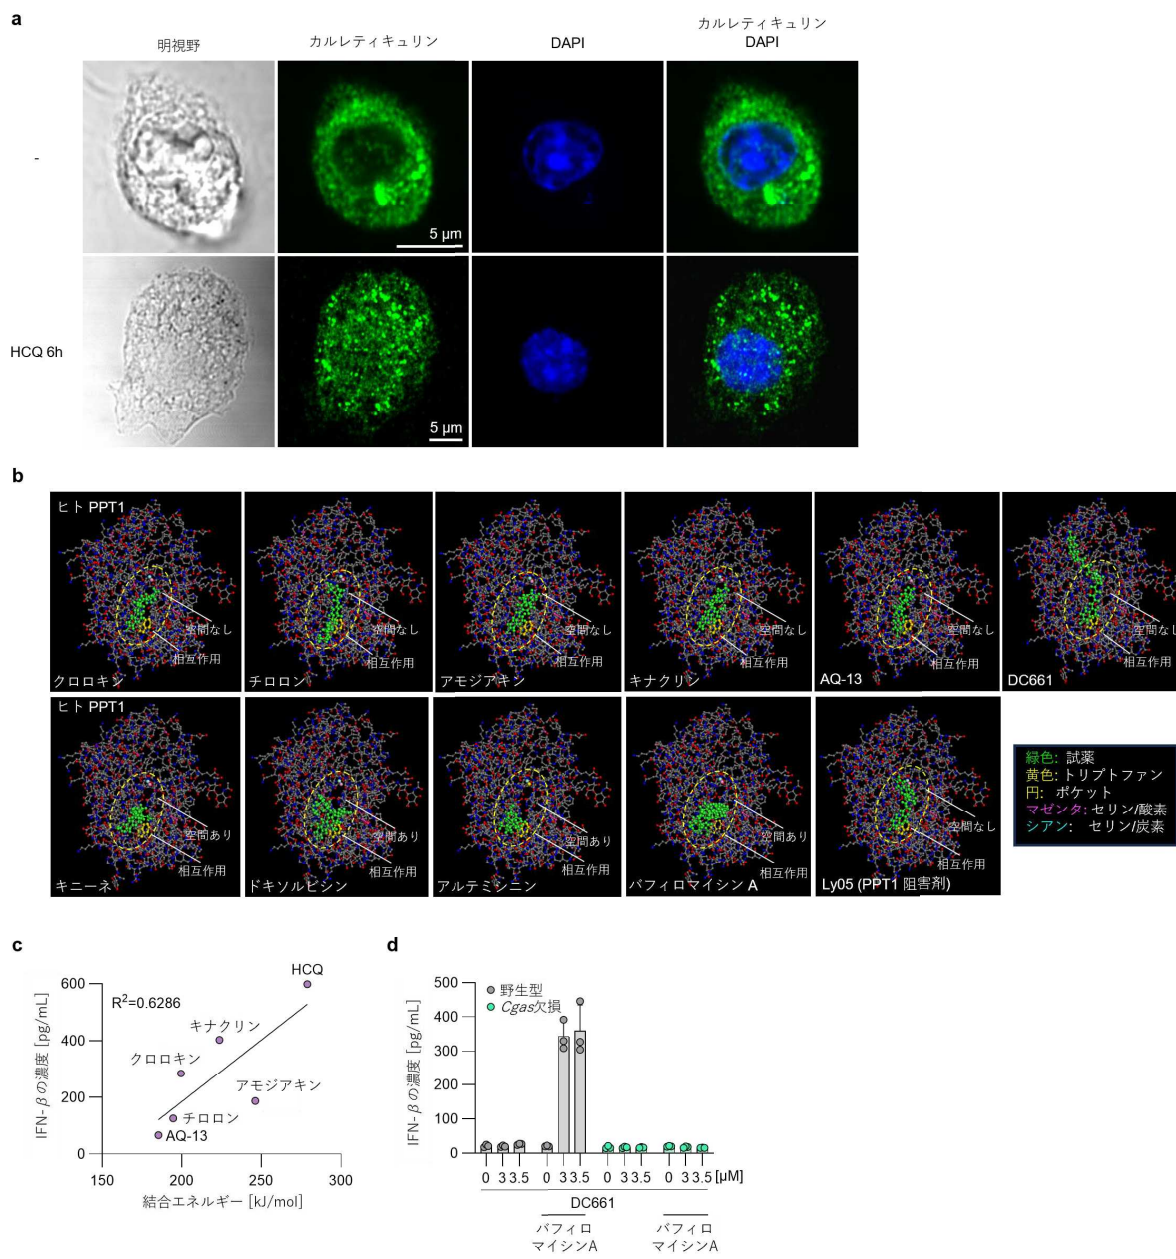 a
明視野
カルレティキュリン
DAPI
カルレティキュリン
DAPI
-
5 µm
HCQ 6h
5 µm
b
ヒト PPT1
空間なし
相互作用
クロロキン
空間なし
相互作用
チロロン
空間なし
相互作用
アモジアキン
空間なし
相互作用
キナクリン
空間なし
相互作用
AQ-13
空間なし
相互作用
DC661
ヒト PPT1
空間あり
相互作用
キニーネ
空間あり
相互作用
ドキソルビシン
空間あり
相互作用
アルテミシニン
空間あり
相互作用
バフィロマイシン A
空間なし
相互作用
Ly05 (PPT1 阻害剤)
緑色: 試薬
黄色: トリプトファン
円: ポケット
マゼンタ: セリン/酸素
シアン: セリン/炭素
c
IFN-βの濃度 [pg/mL]
600
400
200
0
R²=0.6286
HCQ
キナクリン
クロロキン
アモジアキン
チロロン
AQ-13
150 200 250 300
結合エネルギー [kJ/mol]
d
IFN-βの濃度 [pg/mL]
500
400
300
200
100
0
野生型
Cgas欠損
0 3 3.5 0 3 3.5 0 3 3.5 0 3 3.5 [µM]
DC661
バフィロ
マイシンA
バフィロ
マイシンA